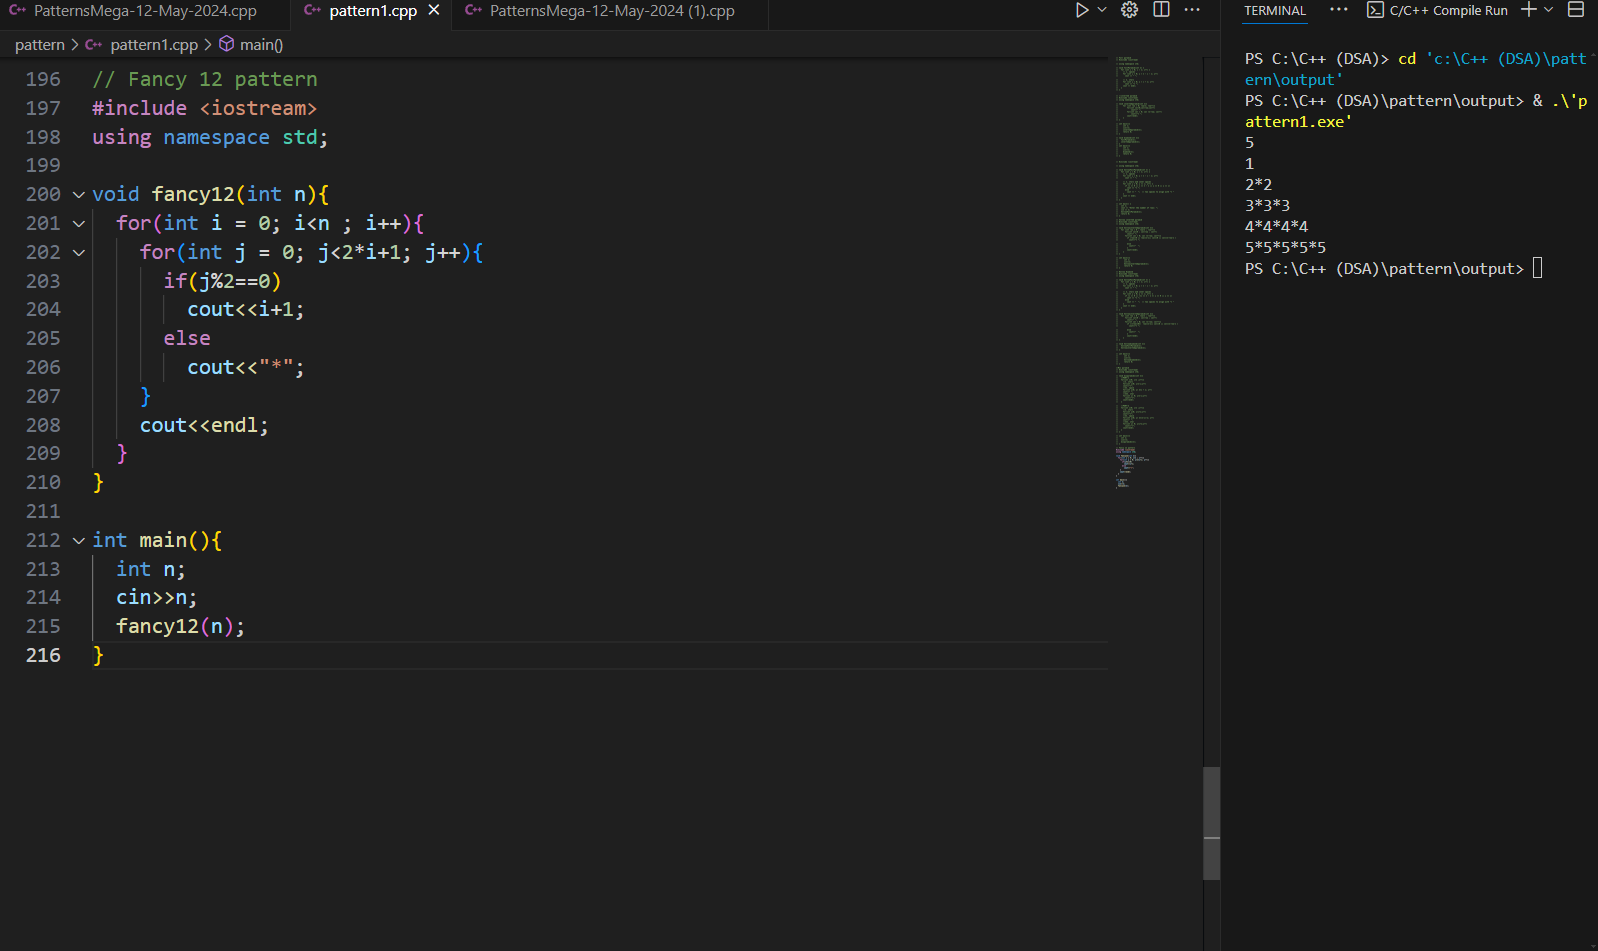 PatternsMega-12-May-2024.cpp
pattern1.cpp
PatternsMega-12-May-2024 (1).cpp
pattern > pattern1.cpp > main()
196 // Fancy 12 pattern
197 #include <iostream>
198 using namespace std;
199
200 void fancy12(int n){
201 for(int i = 0; i<n ; i++){
202 for(int j = 0; j<2*i+1; j++){
203 if(j%2==0)
204 cout<<i+1;
205 else
206 cout<<"*";
207 }
208 cout<<endl;
209 }
210 }
211
212 int main(){
213 int n;
214 cin>>n;
215 fancy12(n);
216 }
TERMINAL
C/C++ Compile Run
PS C:\C++ (DSA)> cd 'c:\C++ (DSA)\patt
ern\output'
PS C:\C++ (DSA)\pattern\output> & .\'p
attern1.exe'
5
1
2*2
3*3*3
4*4*4*4
5*5*5*5*5
PS C:\C++ (DSA)\pattern\output>